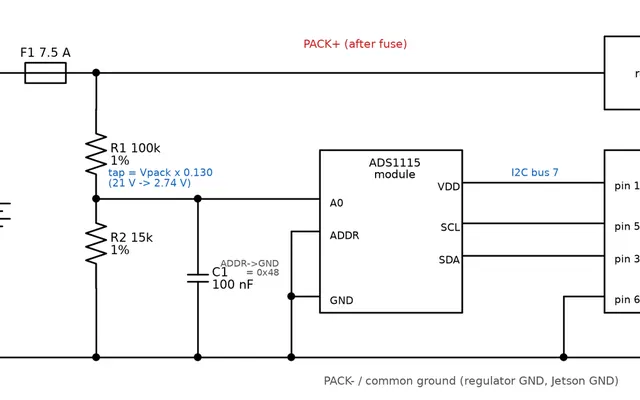 PACK+ (after fuse)
F1 7.5 A
R1 100k
1%
tap = Vpack x 0.130
(21 V -> 2.74 V)
ADS1115
module
I2C bus 7
VDD
pin 1
A0
SCL
pin 5
R2 15k
1%
ADDR
SDA
pin 3
ADDR->GND
= 0x48
C1
100 nF
GND
pin 6
PACK- / common ground (regulator GND, Jetson GND)